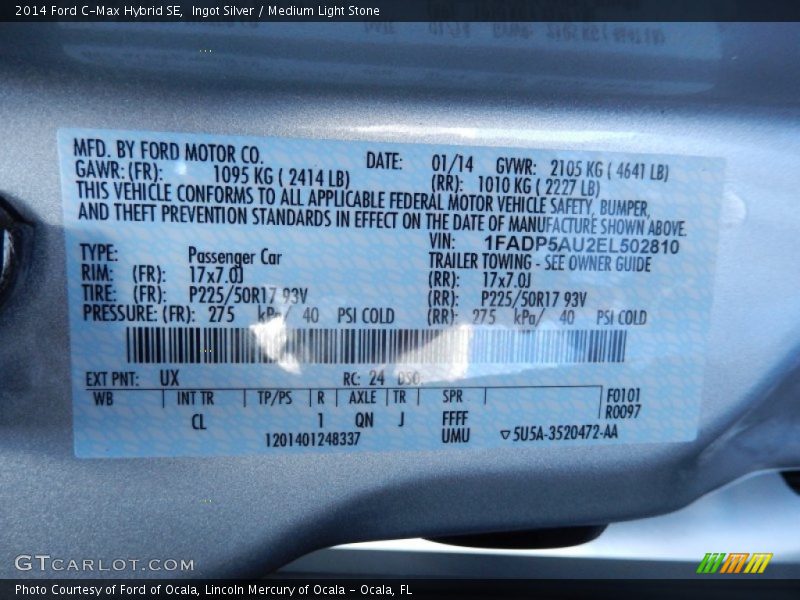 2014 Ford C-Max Hybrid SE, Ingot Silver / Medium Light Stone
MFD. BY FORD MOTOR CO. DATE: 01/14 GVWR: 2105 KG ( 4641 LB)
GAWR: (FR): 1095 KG ( 2414 LB) (RR): 1010 KG ( 2227 LB)
THIS VEHICLE CONFORMS TO ALL APPLICABLE FEDERAL MOTOR VEHICLE SAFETY, BUMPER,
AND THEFT PREVENTION STANDARDS IN EFFECT ON THE DATE OF MANUFACTURE SHOWN ABOVE.
VIN: 1FADP5AU2EL502810
TYPE: Passenger Car TRAILER TOWING - SEE OWNER GUIDE
RIM: (FR): 17x7.0J (RR): 17x7.0J
TIRE: (FR): P225/50R17 93V (RR): P225/50R17 93V
PRESSURE: (FR): 275 kPa/ 40 PSI COLD (RR): 275 kPa/ 40 PSI COLD
EXT PNT: UX RC: 24 DSO:
WB INT TR TP/PS R AXLE TR SPR F0101
R0097
CL 1 QN J FFFF
1201401248337 UMU ▽5U5A-3520472-AA
GTCARLOT.COM
Photo Courtesy of Ford of Ocala, Lincoln Mercury of Ocala - Ocala, FL